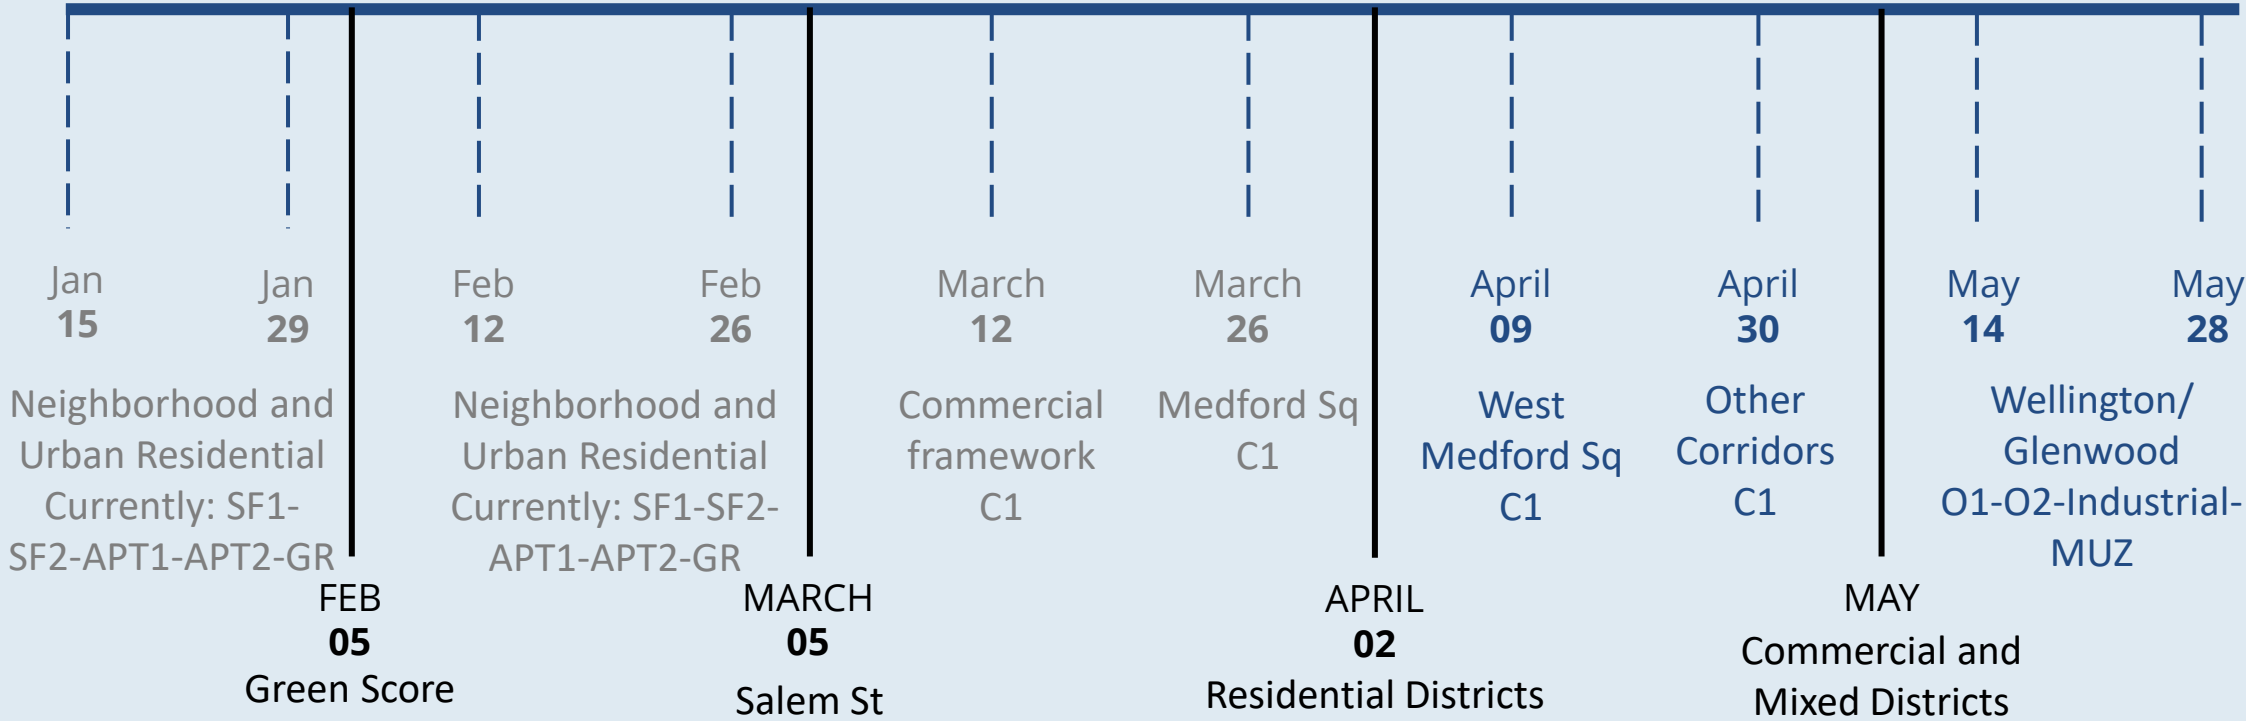 Jan
15
Jan
29
Feb
12
Feb
26
March
12
March
26
April
09
April
30
May
14
May
28
Neighborhood and
Urban Residential
Currently: SF1-
SF2-APT1-APT2-GR
Neighborhood and
Urban Residential
Currently: SF1-SF2-
APT1-APT2-GR
Commercial
framework
C1
Medford Sq
C1
West
Medford Sq
C1
Other
Corridors
C1
Wellington/
Glenwood
O1-O2-Industrial-
MUZ
FEB
05
Green Score
MARCH
05
Salem St
APRIL
02
Residential Districts
MAY
Commercial and
Mixed Districts